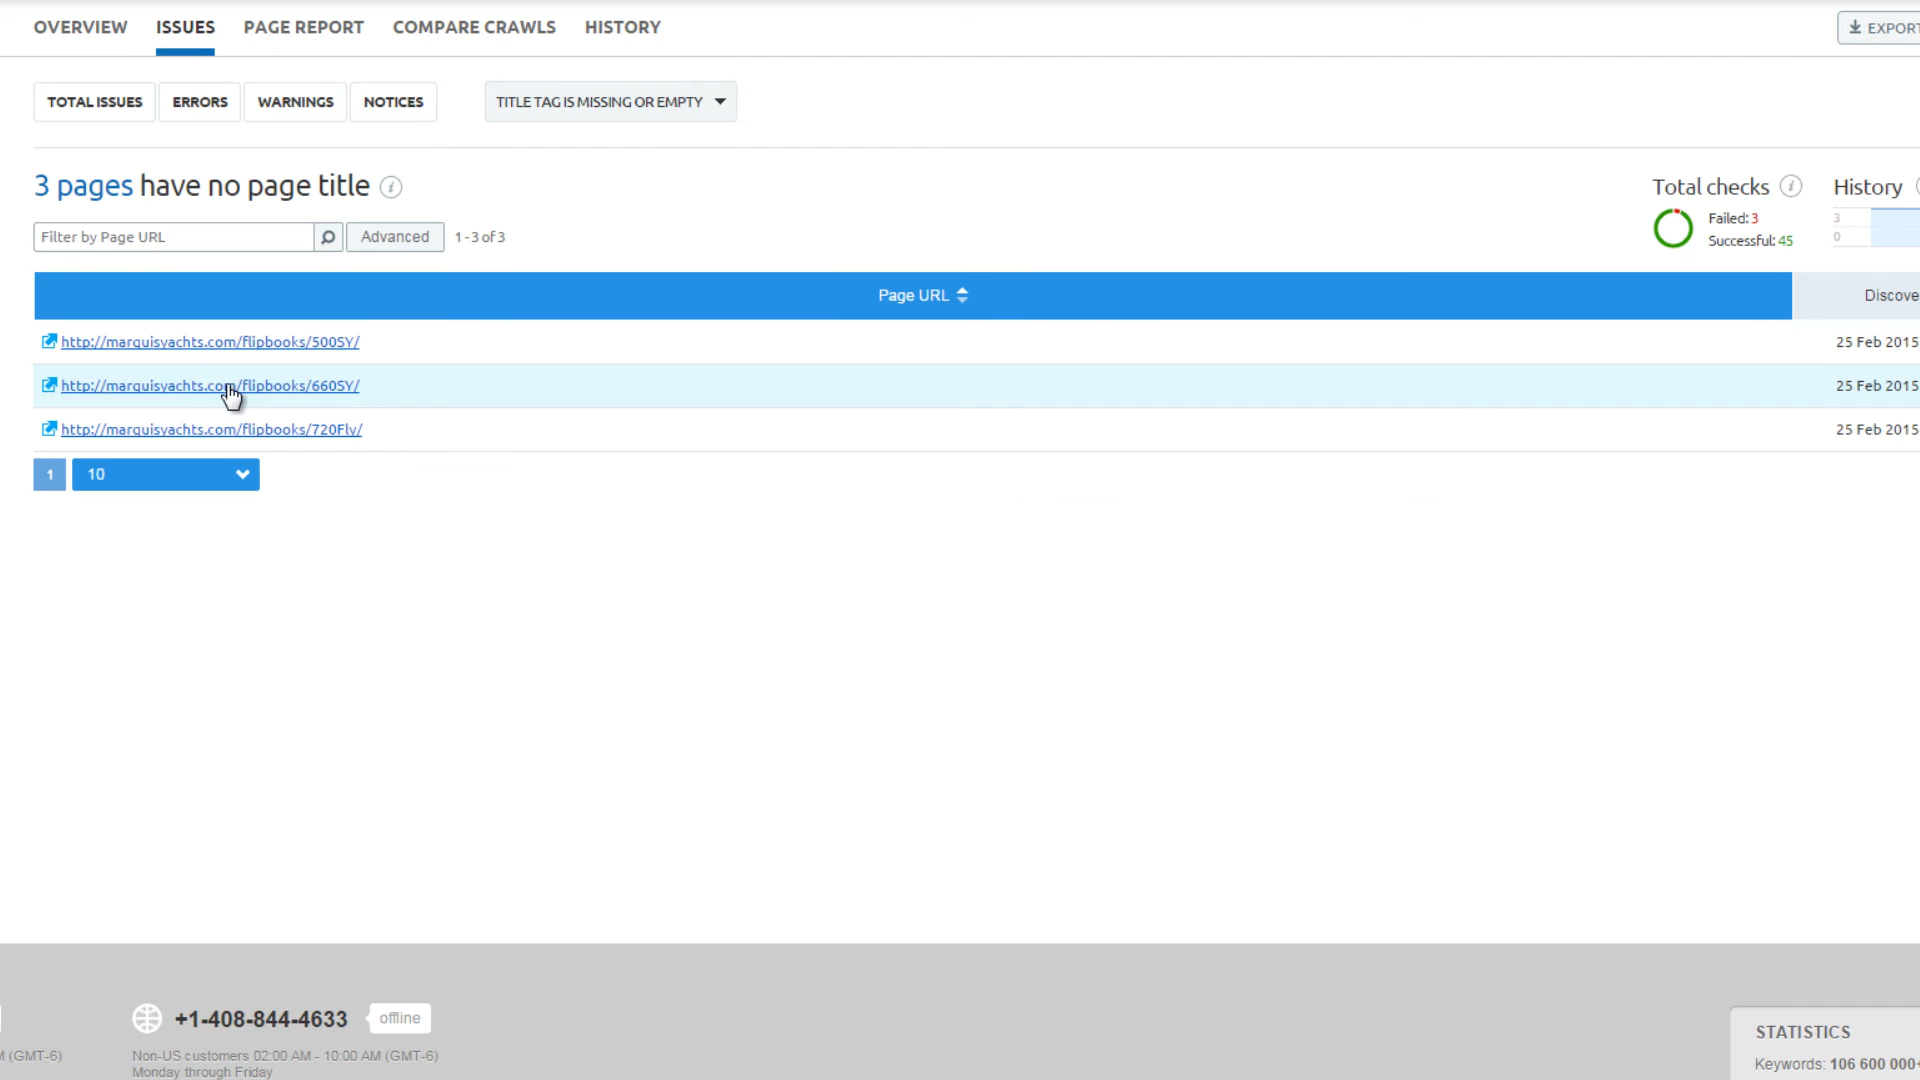 OVERVIEW ISSUES PAGE REPORT COMPARE CRAWLS HISTORY EXPORT
TOTAL ISSUES ERRORS WARNINGS NOTICES TITLE TAG IS MISSING OR EMPTY
3 pages have no page title i
Total checks i History
Failed: 3
Successful: 45
3
0
Filter by Page URL Advanced 1 - 3 of 3
Page URL Discove
http://marquisyachts.com/flipbooks/500SY/ 25 Feb 2015
http://marquisyachts.com/flipbooks/660SY/ 25 Feb 2015
http://marquisyachts.com/flipbooks/720Fly/ 25 Feb 2015
1 10
+1-408-844-4633 offline
M (GMT-6) Non-US customers 02:00 AM - 10:00 AM (GMT-6)
Monday through Friday
STATISTICS
Keywords: 106 600 000+